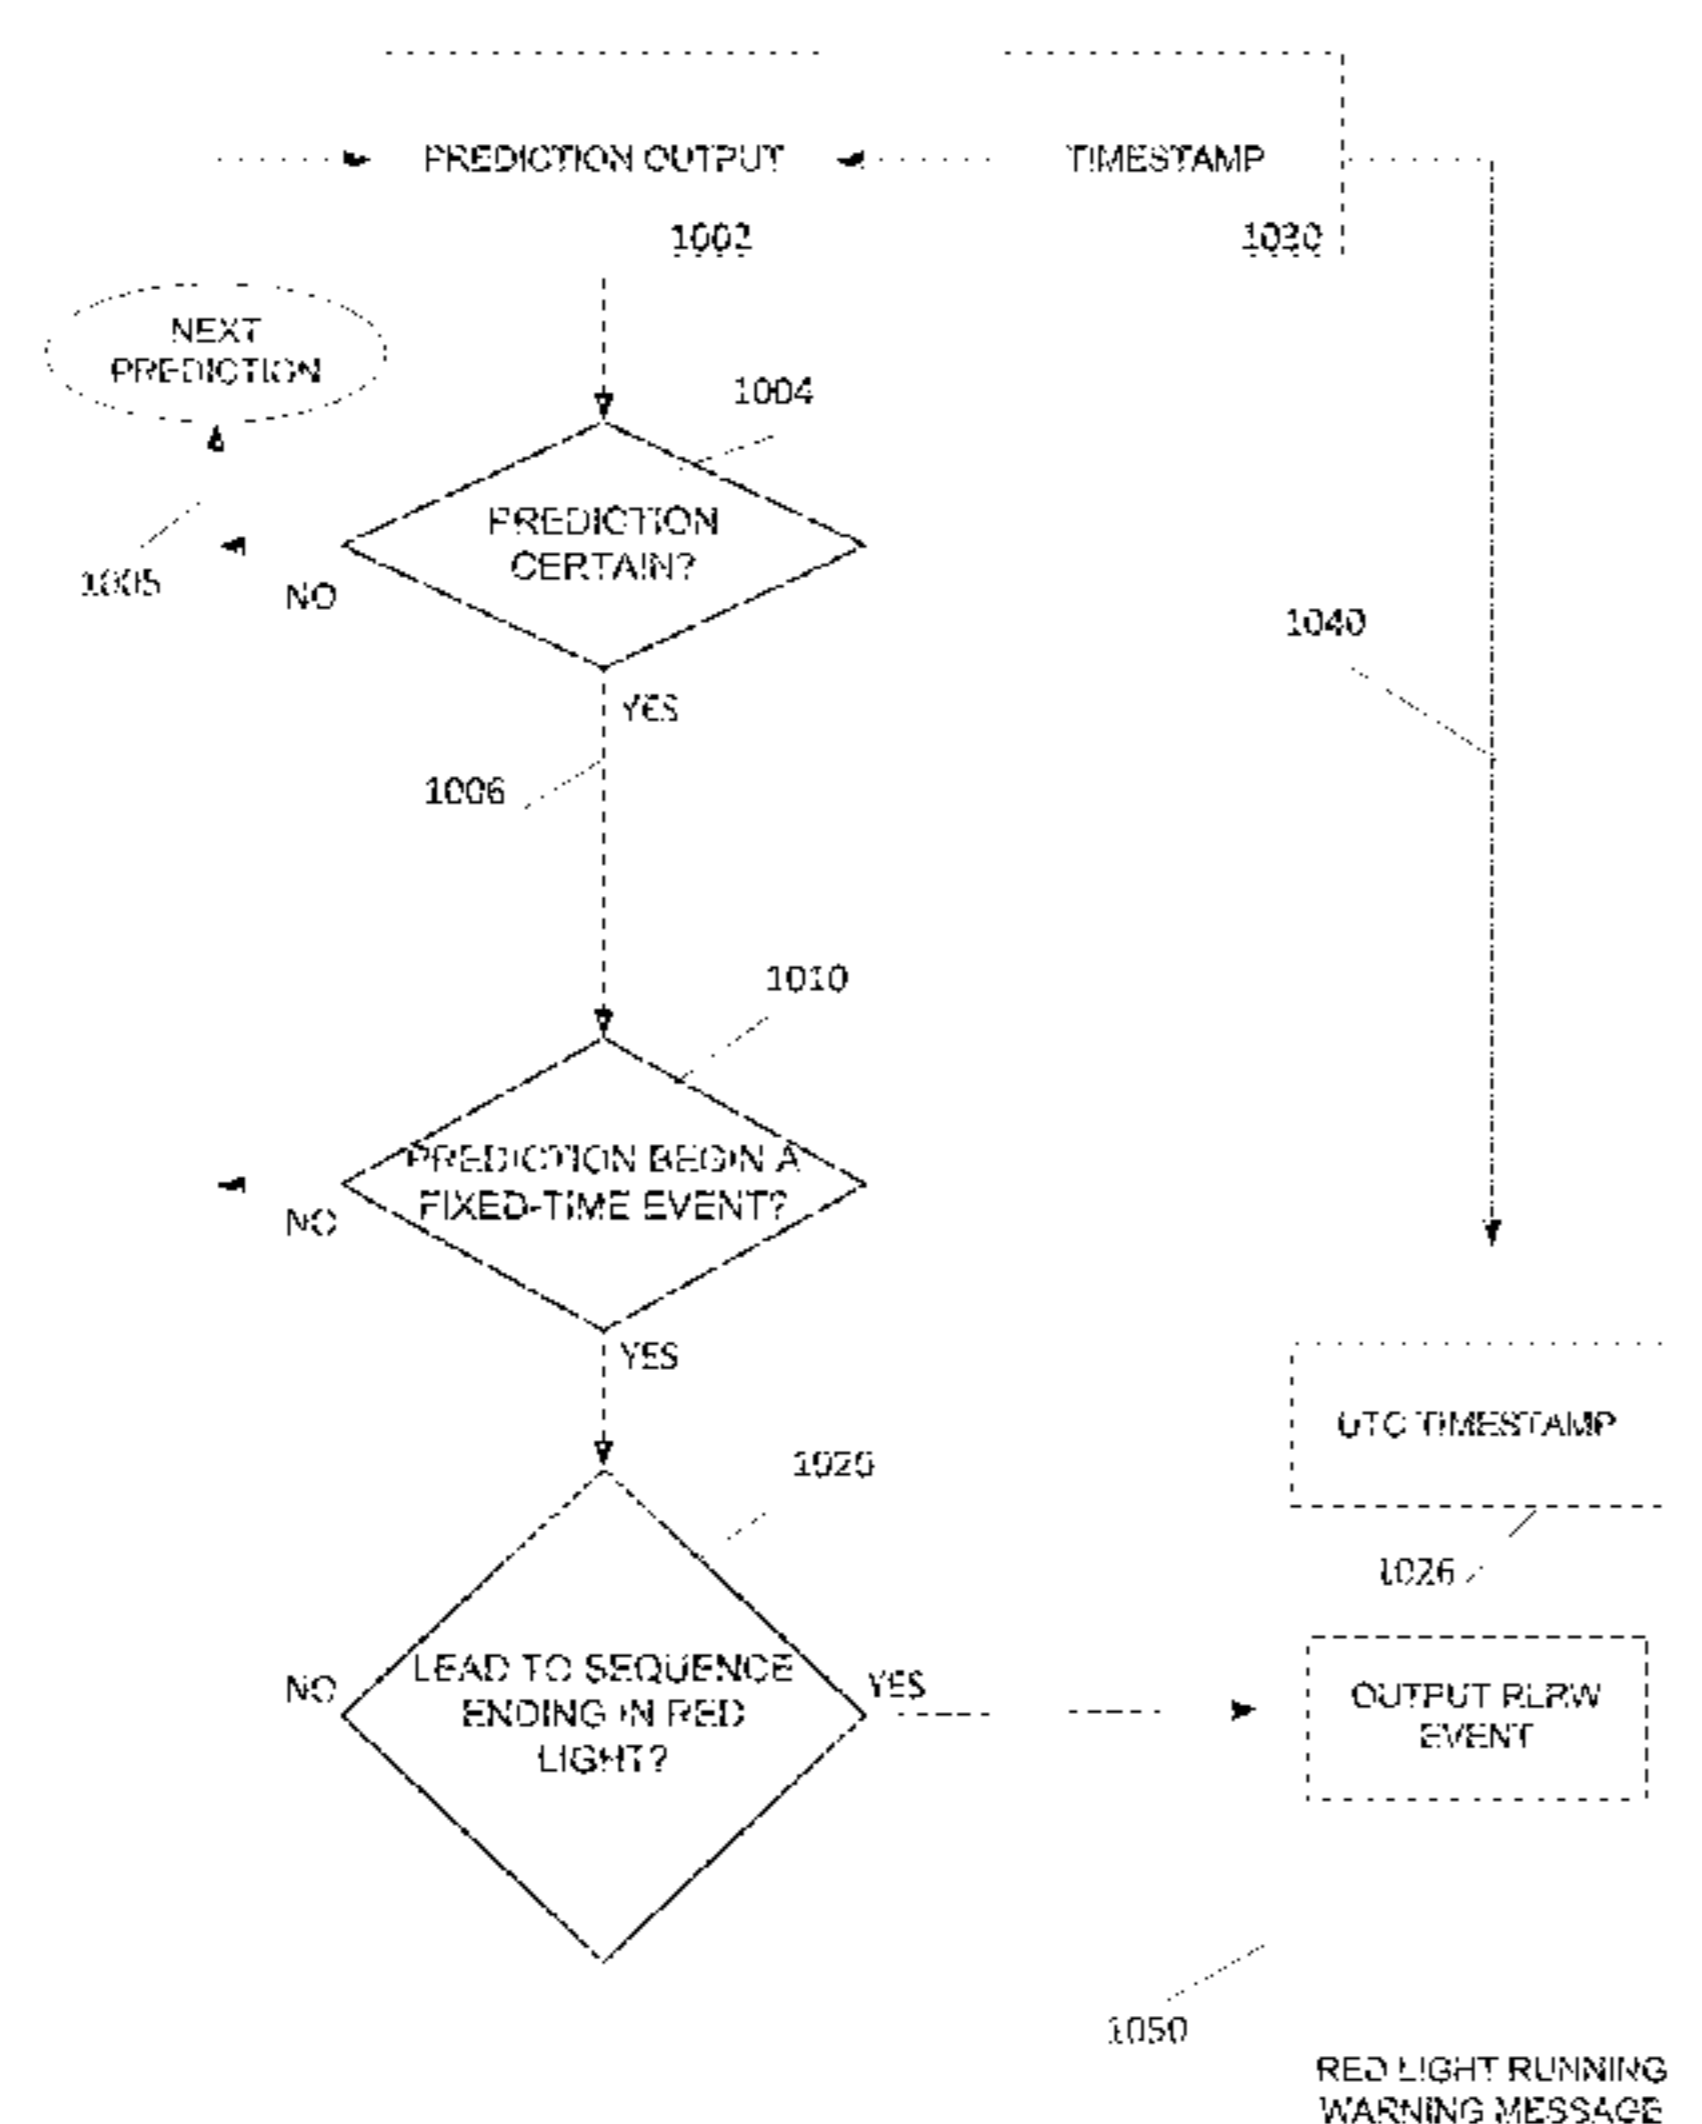 PREDICTION OUTPUT
TIMESTAMP
1002
1030
NEXT
PREDICTION
1004
PREDICTION
CERTAIN?
1005
NO
1040
YES
1006
1010
PREDICTION BEGIN A
FIXED-TIME EVENT?
NO
YES
UTC TIMESTAMP
1020
1026
NO
LEAD TO SEQUENCE
ENDING IN RED
LIGHT?
YES
OUTPUT RLRW
EVENT
1050
RED LIGHT RUNNING
WARNING MESSAGE